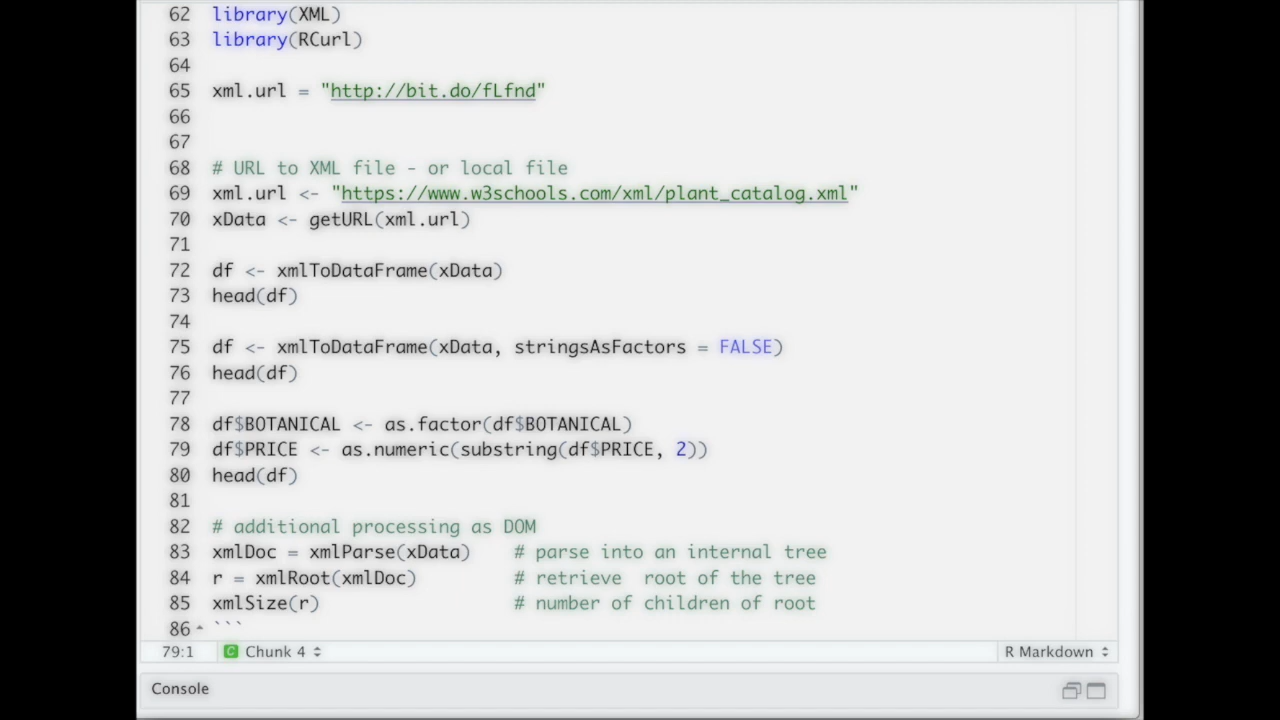 62 library(XML)
63 library(RCurl)
64
65 xml.url = "http://bit.do/fLfnd"
66
67
68 # URL to XML file - or local file
69 xml.url <- "https://www.w3schools.com/xml/plant_catalog.xml"
70 xData <- getURL(xml.url)
71
72 df <- xmlToDataFrame(xData)
73 head(df)
74
75 df <- xmlToDataFrame(xData, stringsAsFactors = FALSE)
76 head(df)
77
78 df$BOTANICAL <- as.factor(df$BOTANICAL)
79 df$PRICE <- as.numeric(substring(df$PRICE, 2))
80 head(df)
81
82 # additional processing as DOM
83 xmlDoc = xmlParse(xData)    # parse into an internal tree
84 r = xmlRoot(xmlDoc)         # retrieve  root of the tree
85 xmlSize(r)                  # number of children of root
86 ```
79:1 C Chunk 4 R Markdown
Console